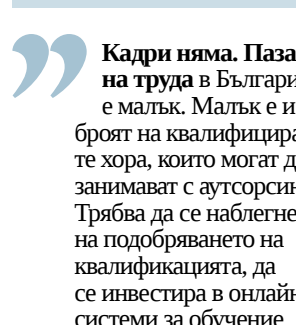 Кадри няма. Паза
на труда в Българи
е малък. Малък е и
броят на квалифицира
те хора, които могат д
занимават с аутсорсин
Трябва да се наблегне
на подобряването на
квалификацията, да
се инвестира в онлайн
системи за обучение